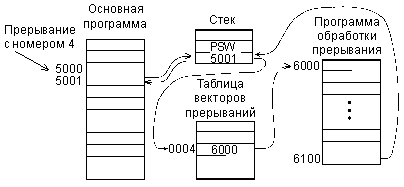 Прерывание
с номером 4
Основная
программа
5000
5001
Стек
PSW
5001
Таблица
векторов
прерываний
0004
6000
Программа
обработки
прерывания
6000
6100